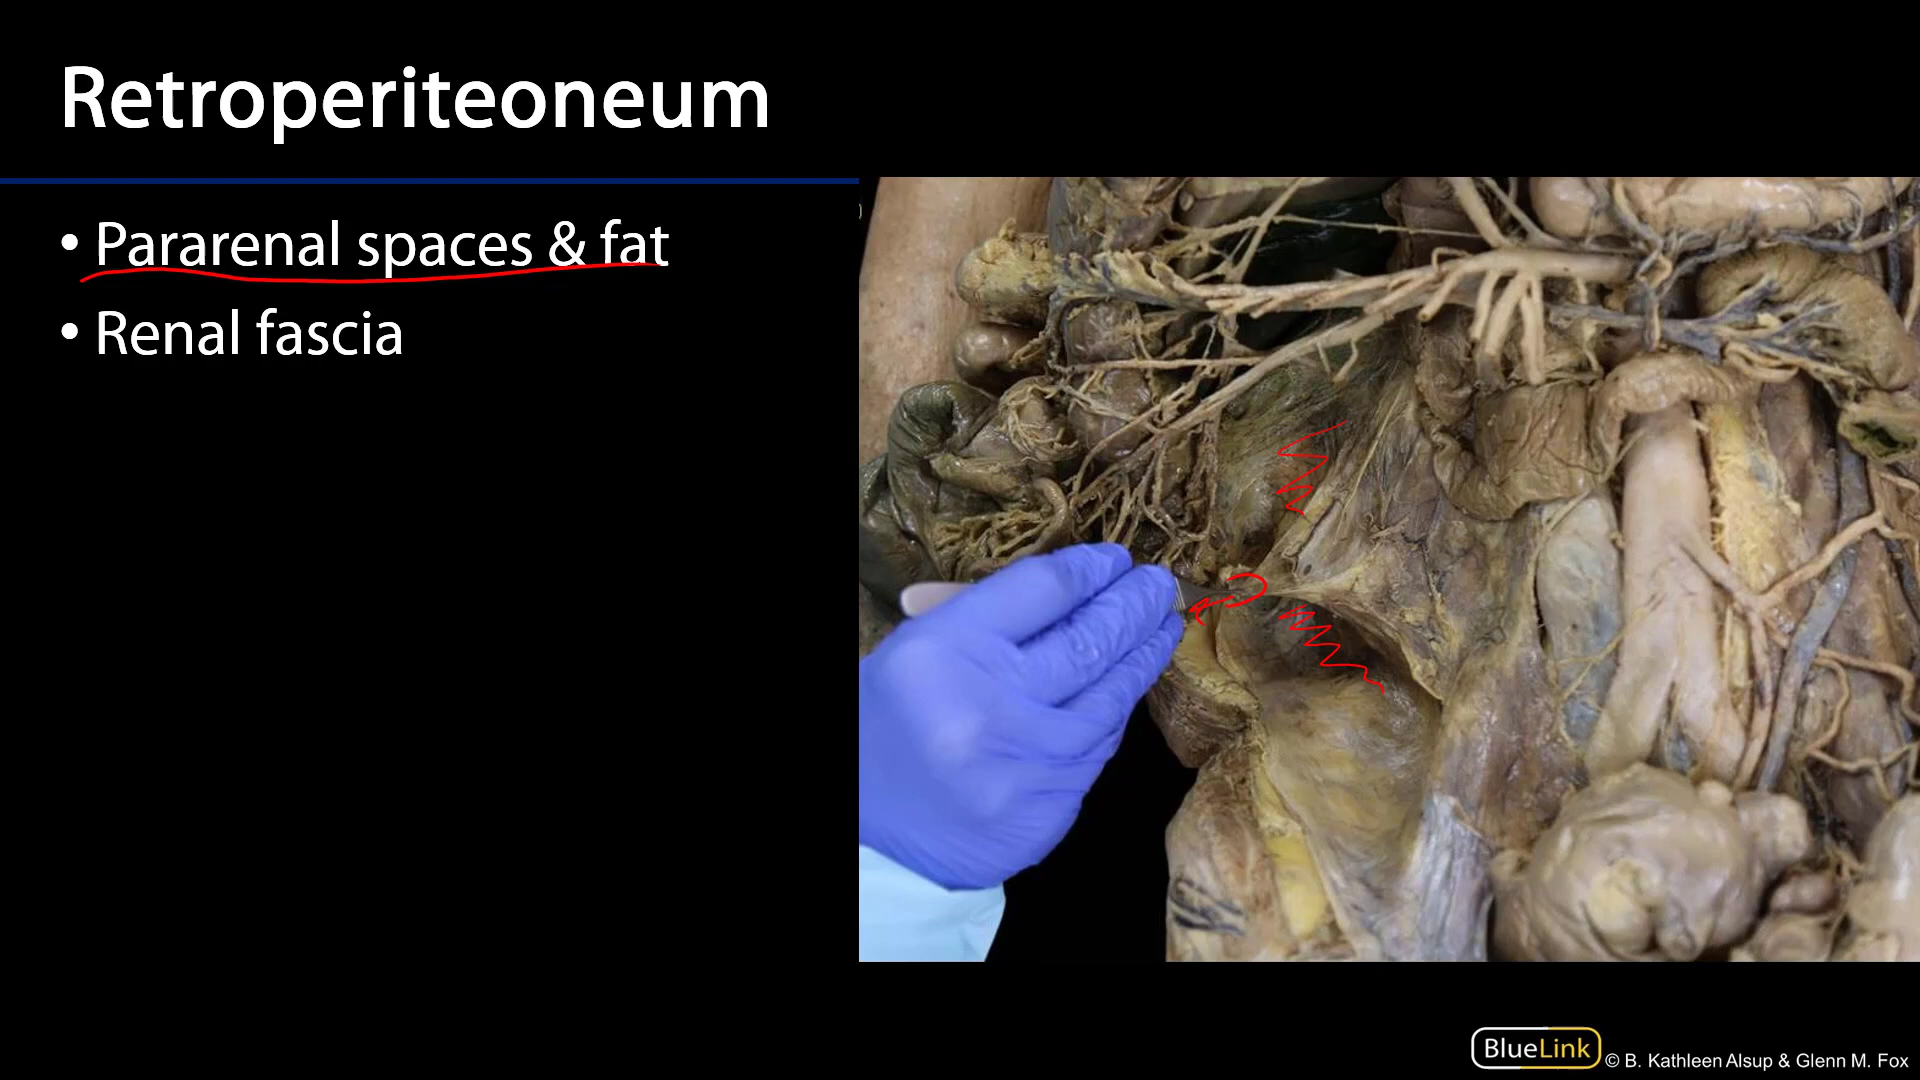 Retroperiteoneum
• Pararenal spaces & fat
• Renal fascia
BlueLink © B. Kathleen Alsup & Glenn M. Fox